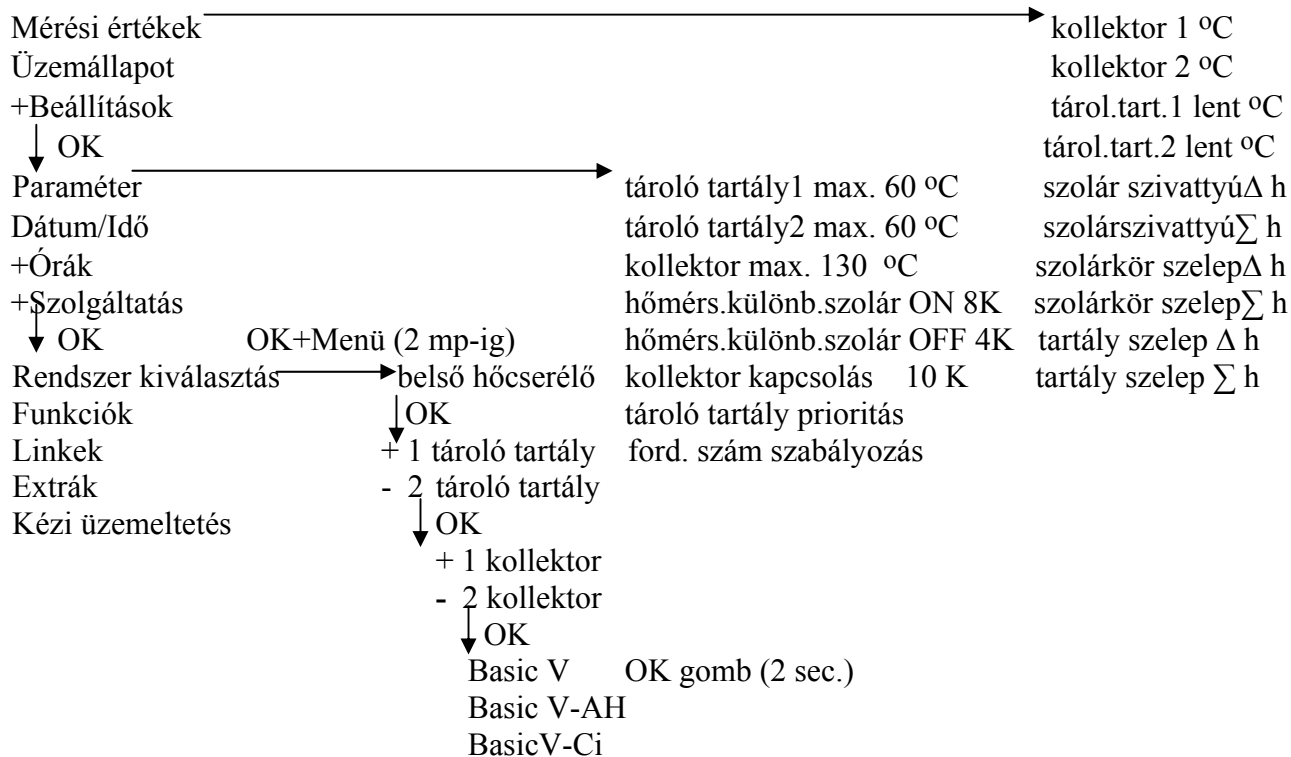 Mérési értékek kollektor 1 ºC
Üzemállapot kollektor 2 ºC
+Beállítások tárol.tart.1 lent ºC
OK tárol.tart.2 lent ºC
Paraméter tároló tartály1 max. 60 ºC szolár szivattyú∆ h
Dátum/Idő tároló tartály2 max. 60 ºC szolárszivattyú∑ h
+Órák kollektor max. 130 ºC szolárkör szelep∆ h
+Szolgáltatás hőmérs.különb.szolár ON 8K szolárkör szelep∑ h
OK OK+Menü (2 mp-ig) hőmérs.különb.szolár OFF 4K tartály szelep ∆ h
Rendszer kiválasztás belső hőcserélő kollektor kapcsolás 10 K tartály szelep ∑ h
Funkciók OK tároló tartály prioritás
Linkek + 1 tároló tartály ford. szám szabályozás
Extrák - 2 tároló tartály
Kézi üzemeltetés OK
+ 1 kollektor
- 2 kollektor
OK
Basic V OK gomb (2 sec.)
Basic V-AH
BasicV-Ci